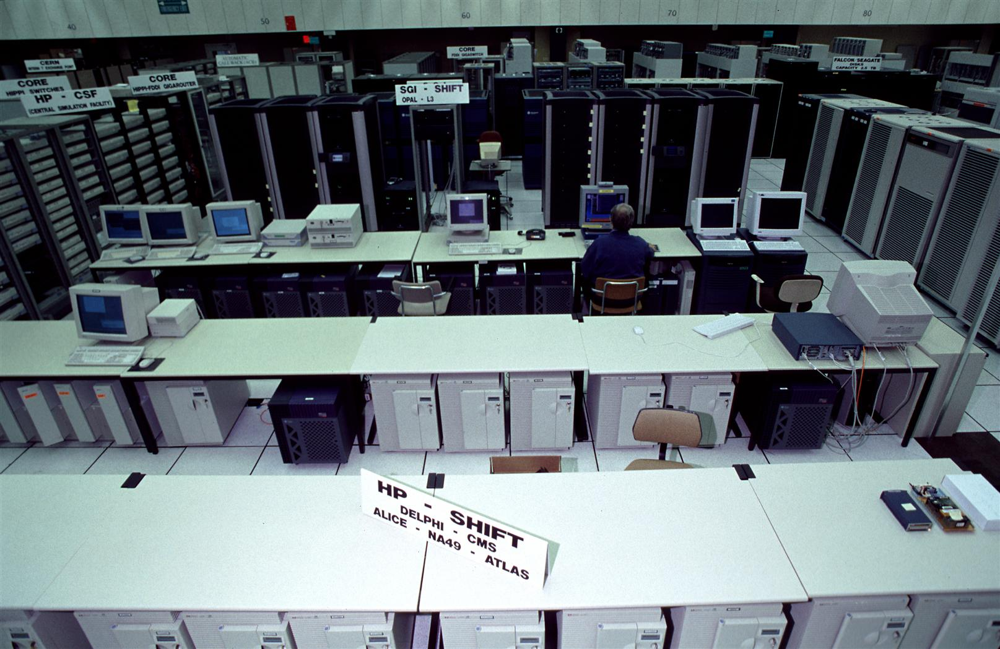 40
50
60
70
80
EMERGENCY EXIT
CERN
INTERNET EXCHANGE POINT
AUTOMATIC
CALL BACK (ACB)
CORE
FDDI GIGASWITCH
FALCON/SEAGATE
DISKS
CAPACITY 2.5 TB
CORE
HIPPI SWITCHES
CORE
HIPPI-FDDI GIGAROUTER
HP - CSF
(CENTRAL SIMULATION FACILITY)
SGI - SHIFT
OPAL - L3
HP - SHIFT
DELPHI - CMS
ALICE - NA49 - ATLAS